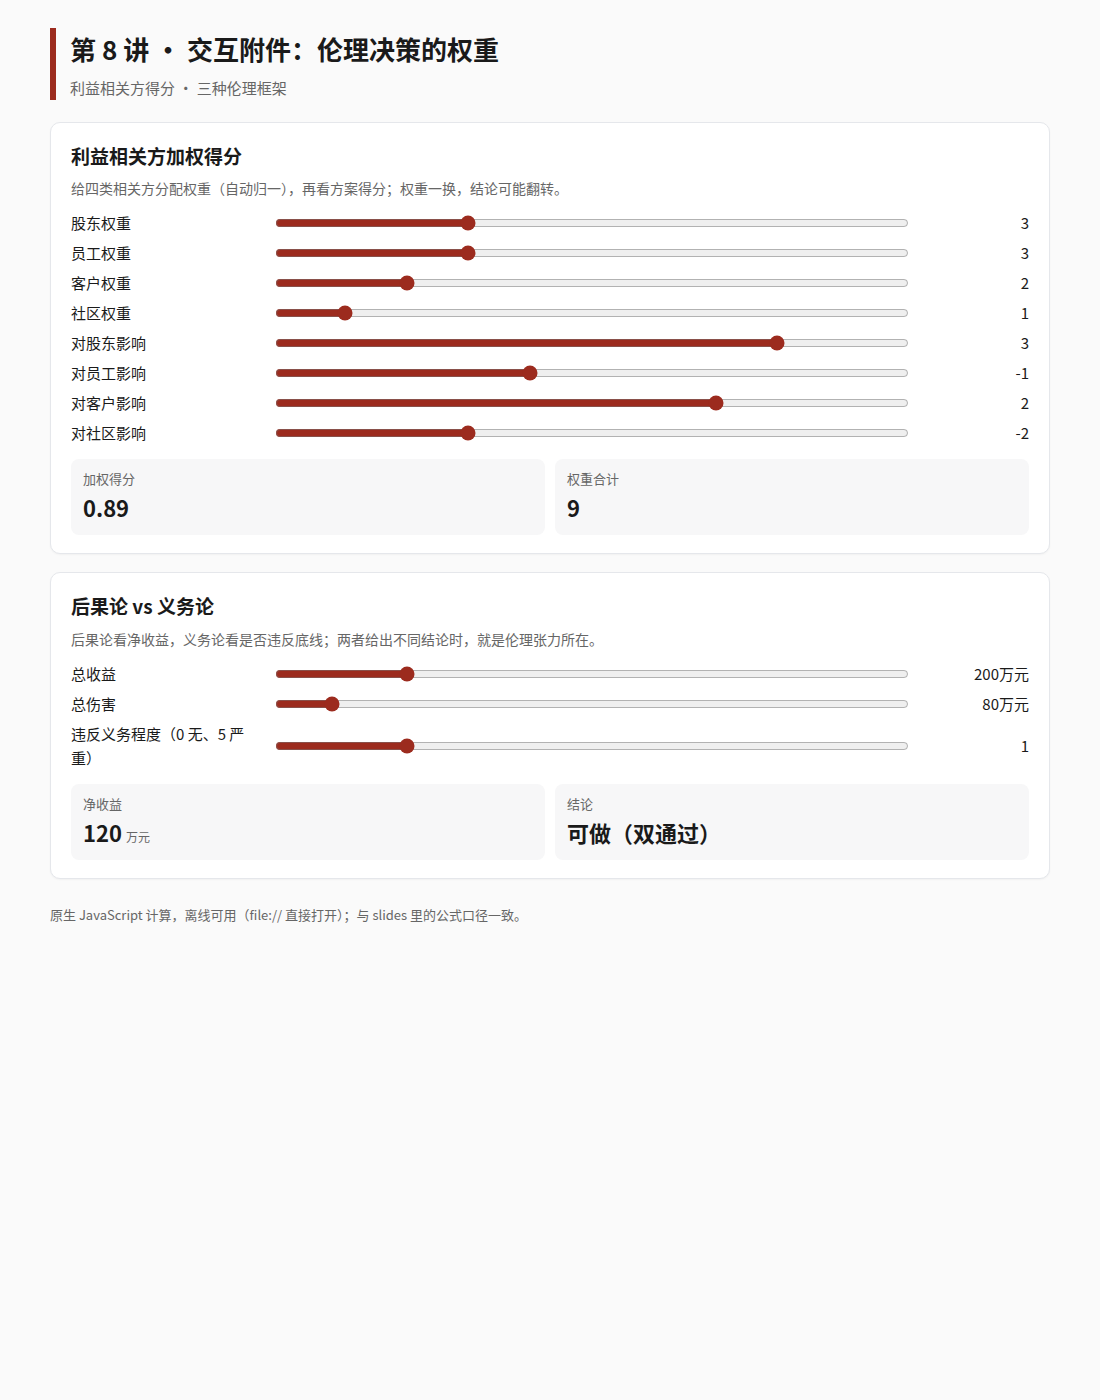 第 8 讲 · 交互附件：伦理决策的权重
利益相关方得分 · 三种伦理框架
利益相关方加权得分
给四类相关方分配权重（自动归一），再看方案得分；权重一换，结论可能翻转。
股东权重 3
员工权重 3
客户权重 2
社区权重 1
对股东影响 3
对员工影响 -1
对客户影响 2
对社区影响 -2
加权得分 权重合计
0.89 9
后果论 vs 义务论
后果论看净收益，义务论看是否违反底线；两者给出不同结论时，就是伦理张力所在。
总收益 200万元
总伤害 80万元
违反义务程度（0 无、5 严
重） 1
净收益 结论
120 万元 可做（双通过）
原生 JavaScript 计算，离线可用（file:// 直接打开）；与 slides 里的公式口径一致。